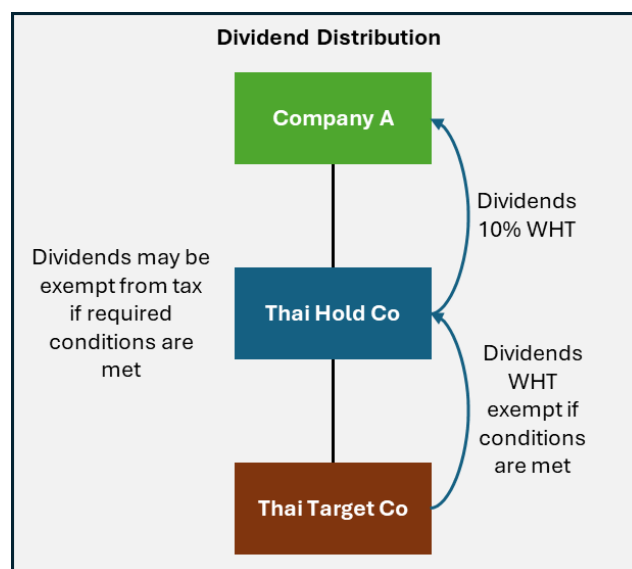 Dividend Distribution
Company A
Dividends
10% WHT
Dividends may be
exempt from tax
if required
conditions are
met
Thai Hold Co
Dividends
WHT
exempt if
conditions
are met
Thai Target Co